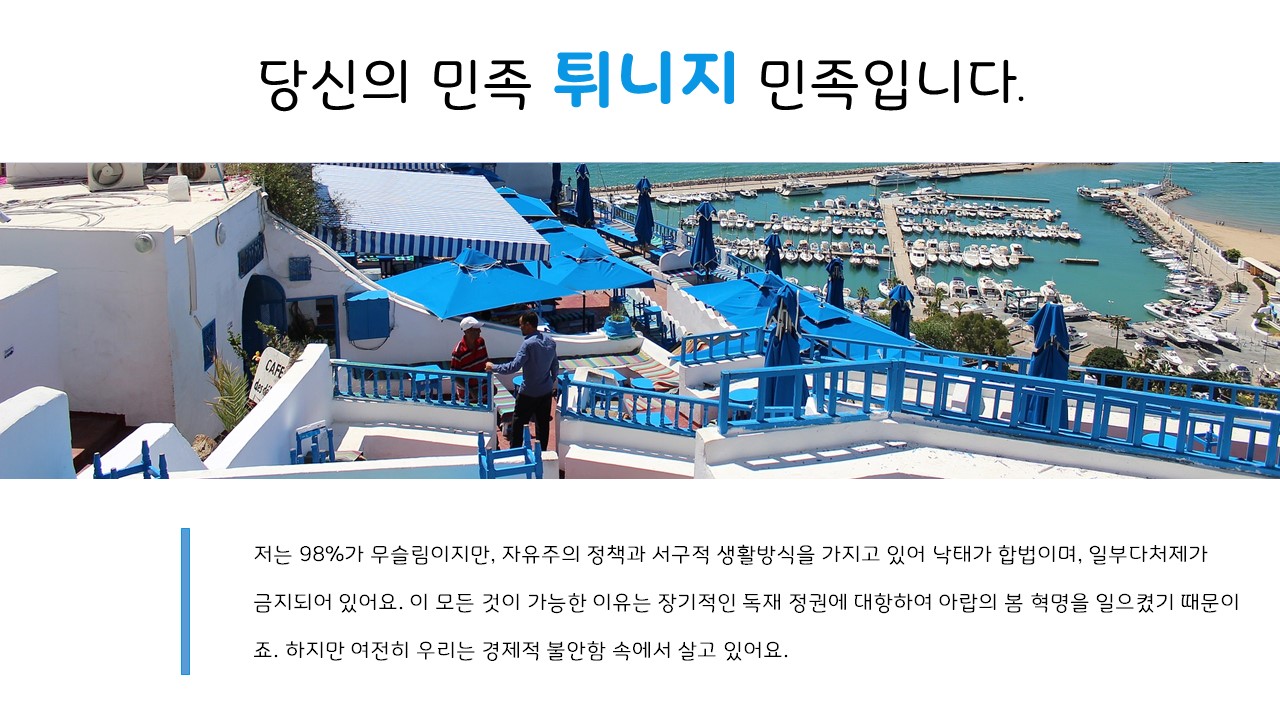 당신의 민족 튀니지 민족입니다.
CAFE
저는 98%가 무슬림이지만, 자유주의 정책과 서구적 생활방식을 가지고 있어 낙태가 합법이며, 일부다처제가
금지되어 있어요. 이 모든 것이 가능한 이유는 장기적인 독재 정권에 대항하여 아랍의 봄 혁명을 일으켰기 때문이
죠. 하지만 여전히 우리는 경제적 불안함 속에서 살고 있어요.